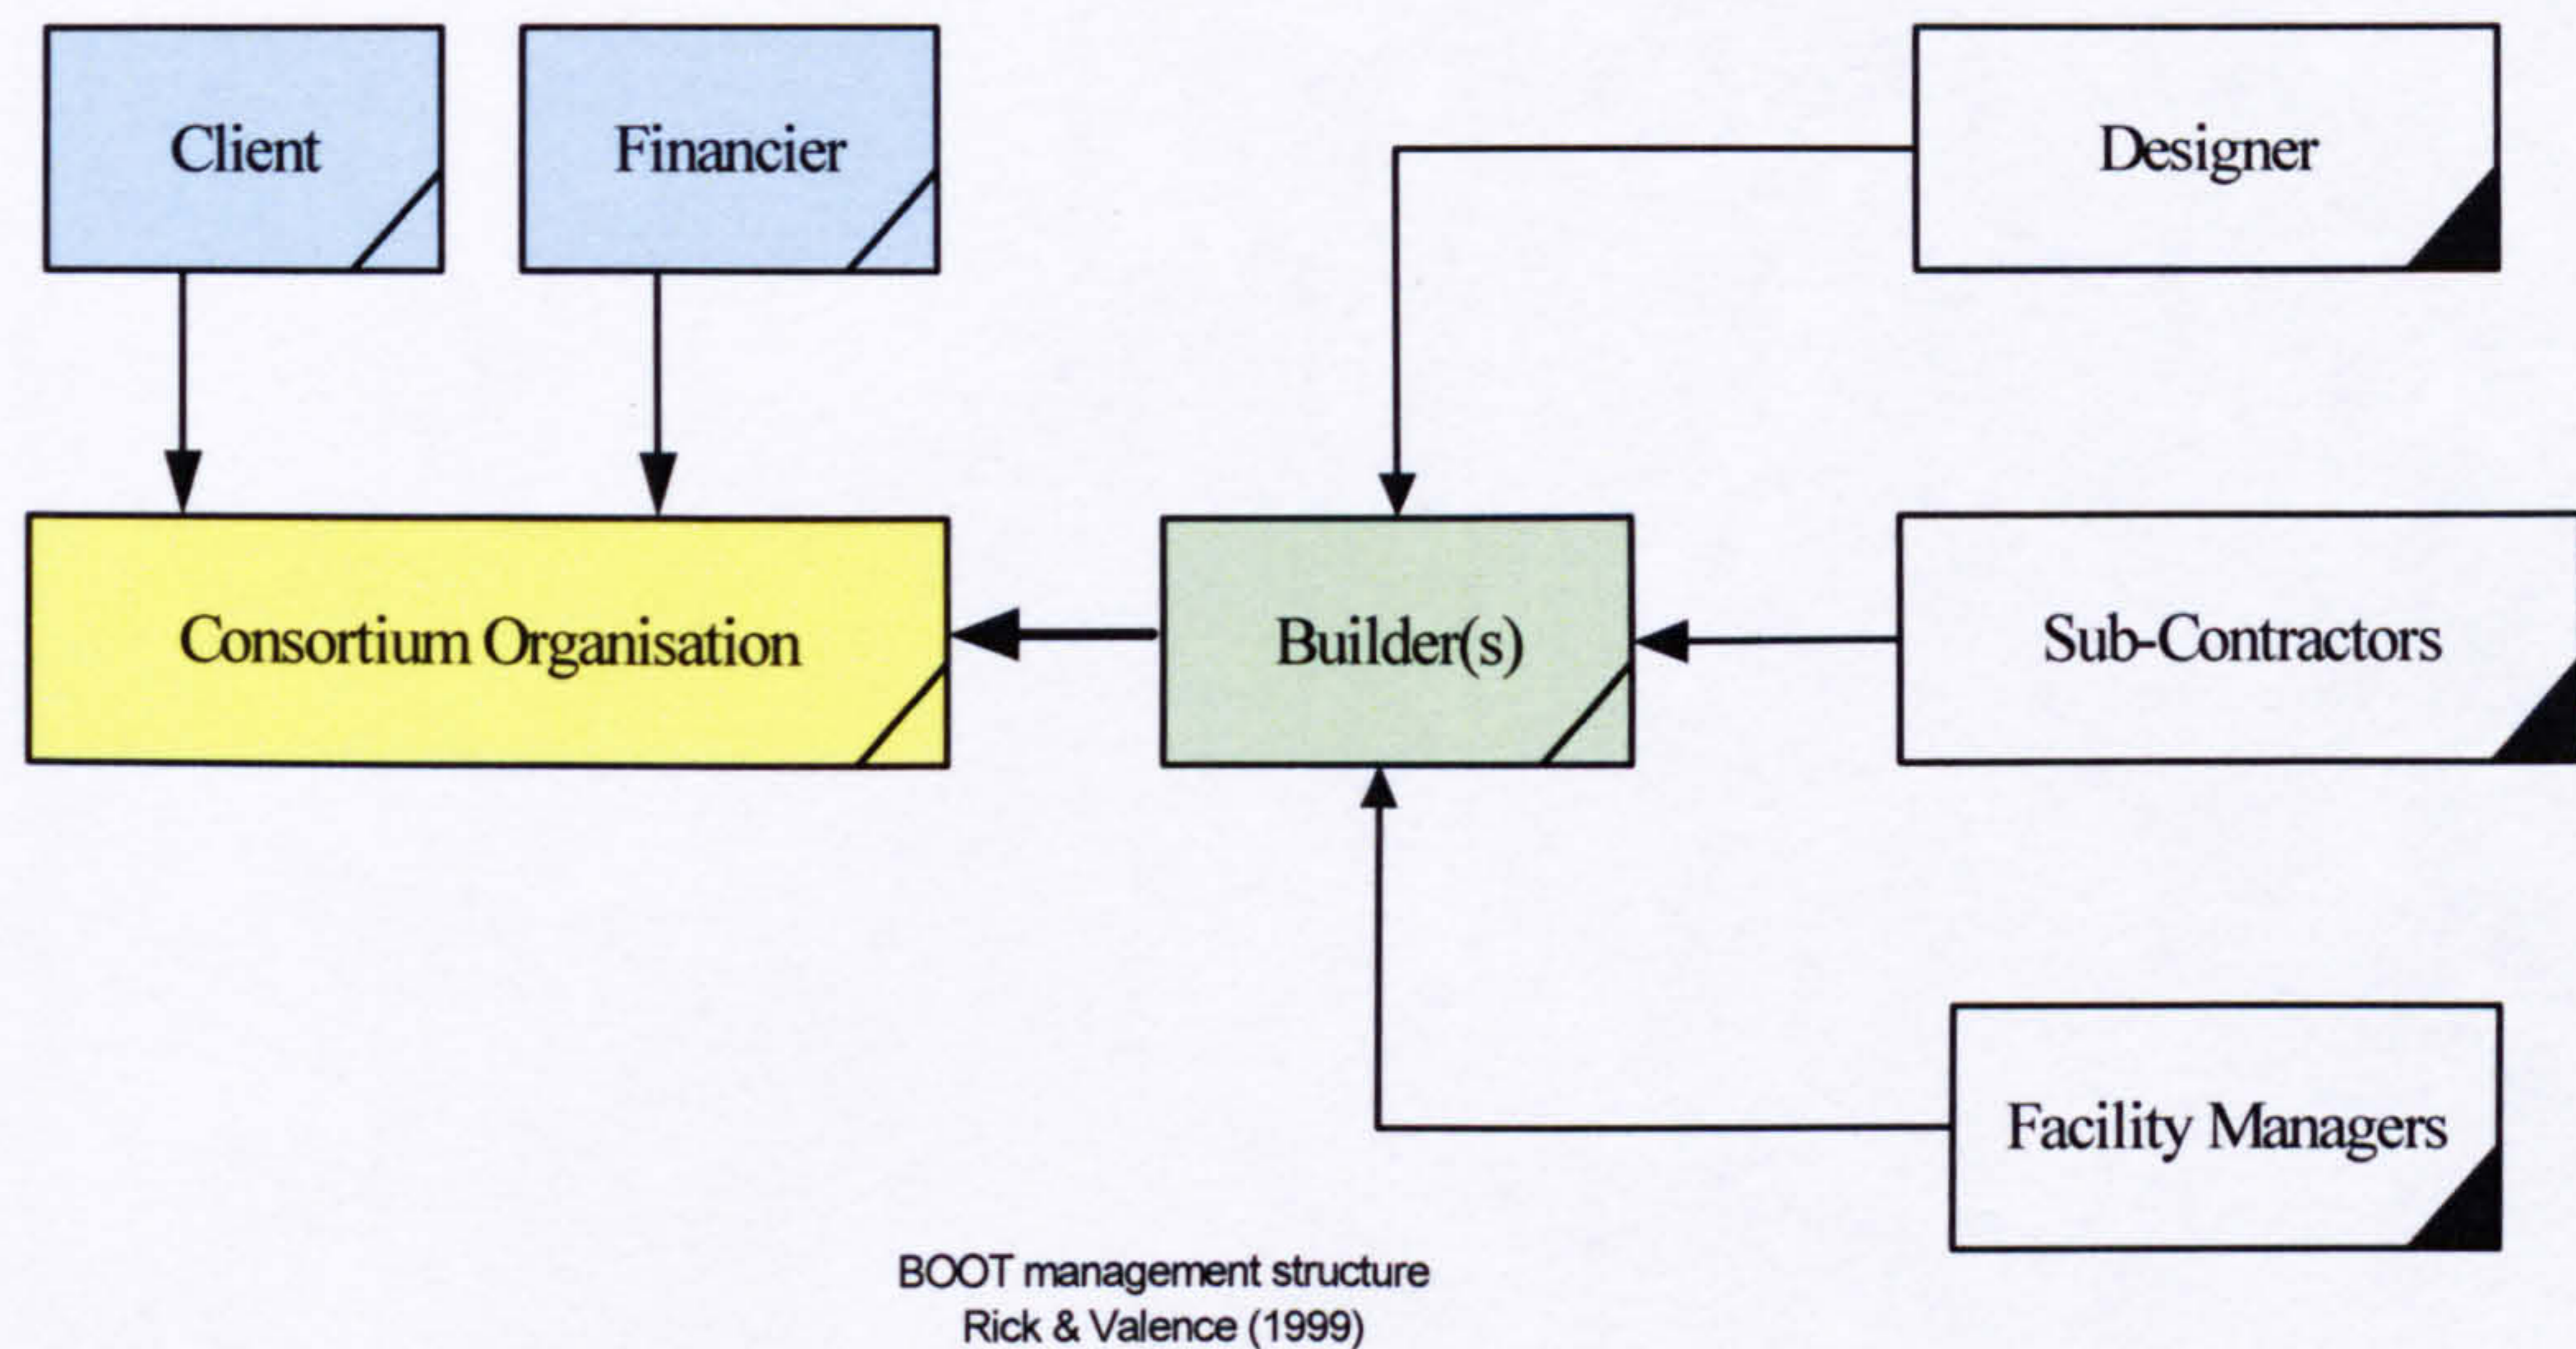 Client
Financier
Designer
Consortium Organisation
Builder(s)
Sub-Contractors
Facility Managers
BOOT management structure
Rick & Valence (1999)